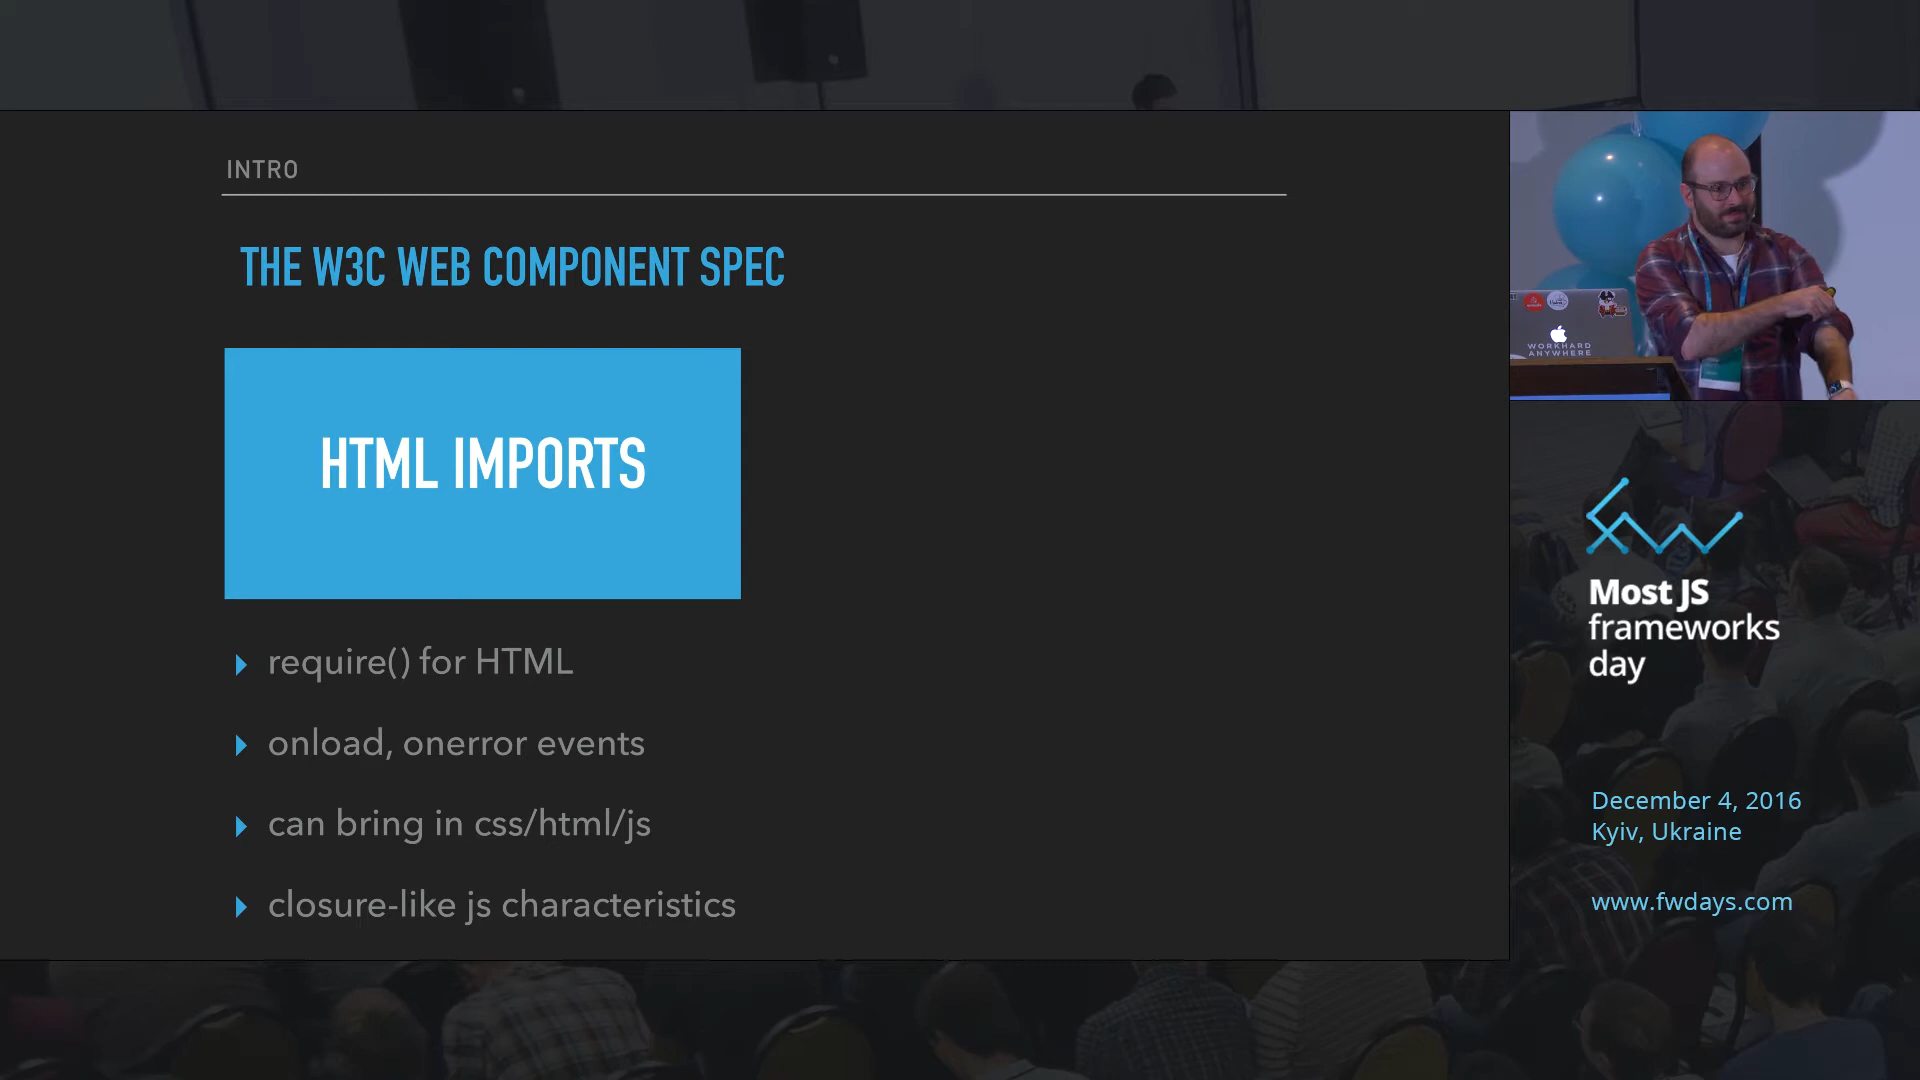 INTRO
THE W3C WEB COMPONENT SPEC
HTML IMPORTS
require() for HTML
onload, onerror events
can bring in css/html/js
closure-like js characteristics
WORKHARD
ANYWHERE
Most JS
frameworks
day
December 4, 2016
Kyiv, Ukraine
www.fwdays.com